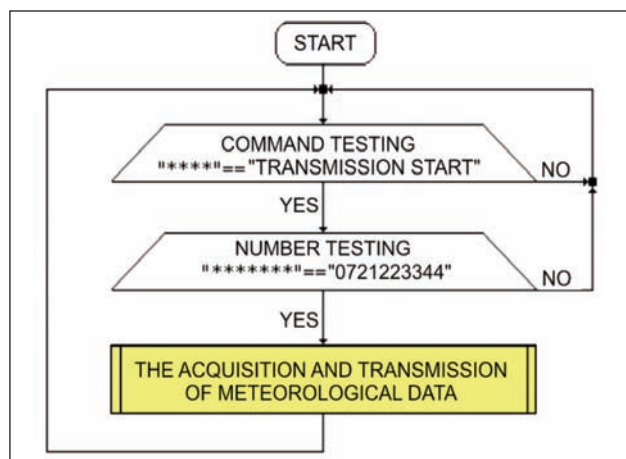 START
COMMAND TESTING
"****"=="TRANSMISSION START"
NO
YES
NUMBER TESTING
"*******"=="0721223344"
NO
YES
THE ACQUISITION AND TRANSMISSION
OF METEOROLOGICAL DATA